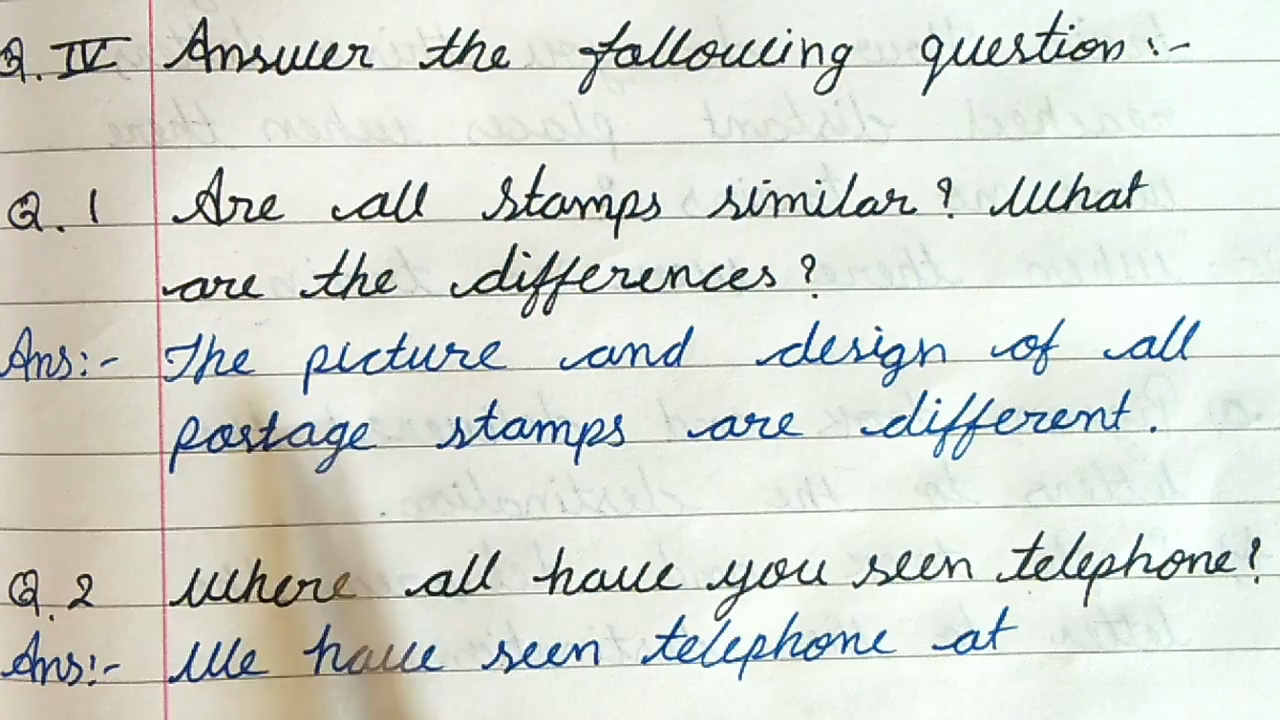 Q. IV Answer the following question :-
Q. 1 Are all stamps similar? What
are the differences?
Ans:- The picture and design of all
postage stamps are different.
Q. 2 Where all have you seen telephone?
Ans:- We have seen telephone at